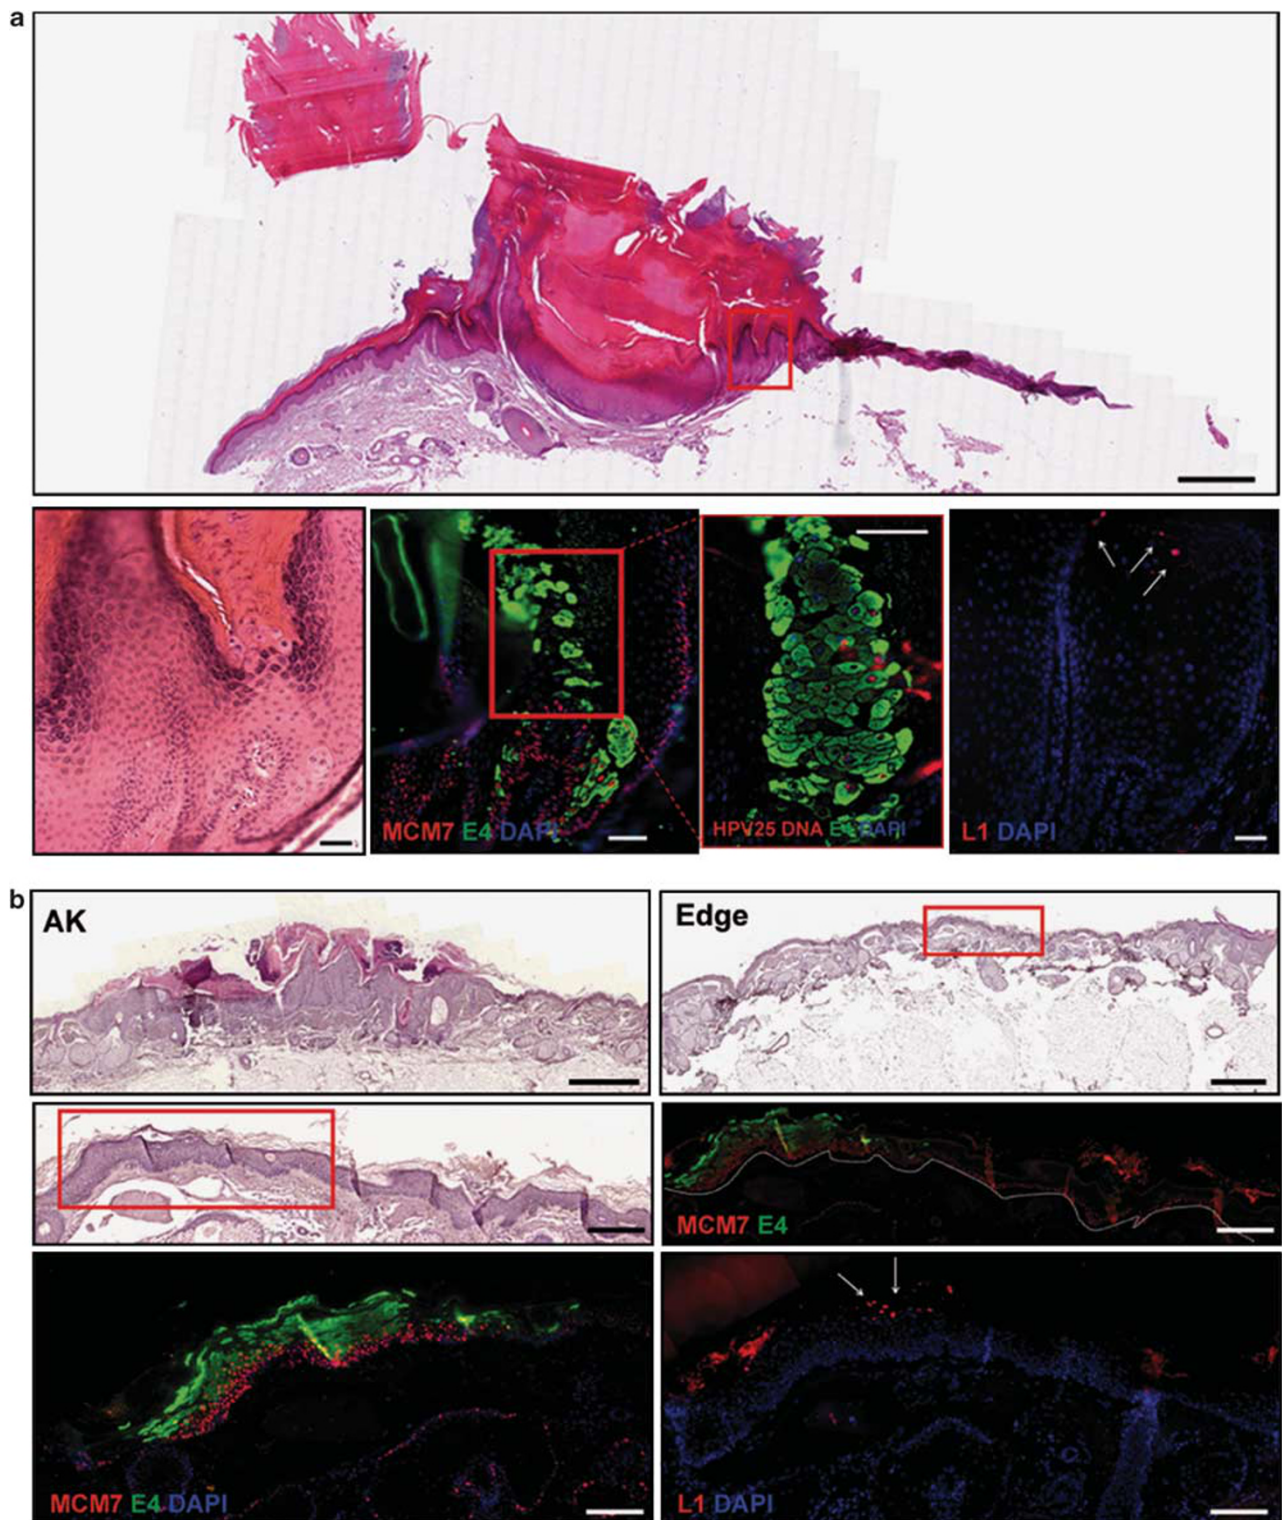 a
MCM7 E4 DAPI
HPV25 DNA E4 DAPI
L1 DAPI
b
AK
Edge
MCM7 E4
MCM7 E4 DAPI
L1 DAPI